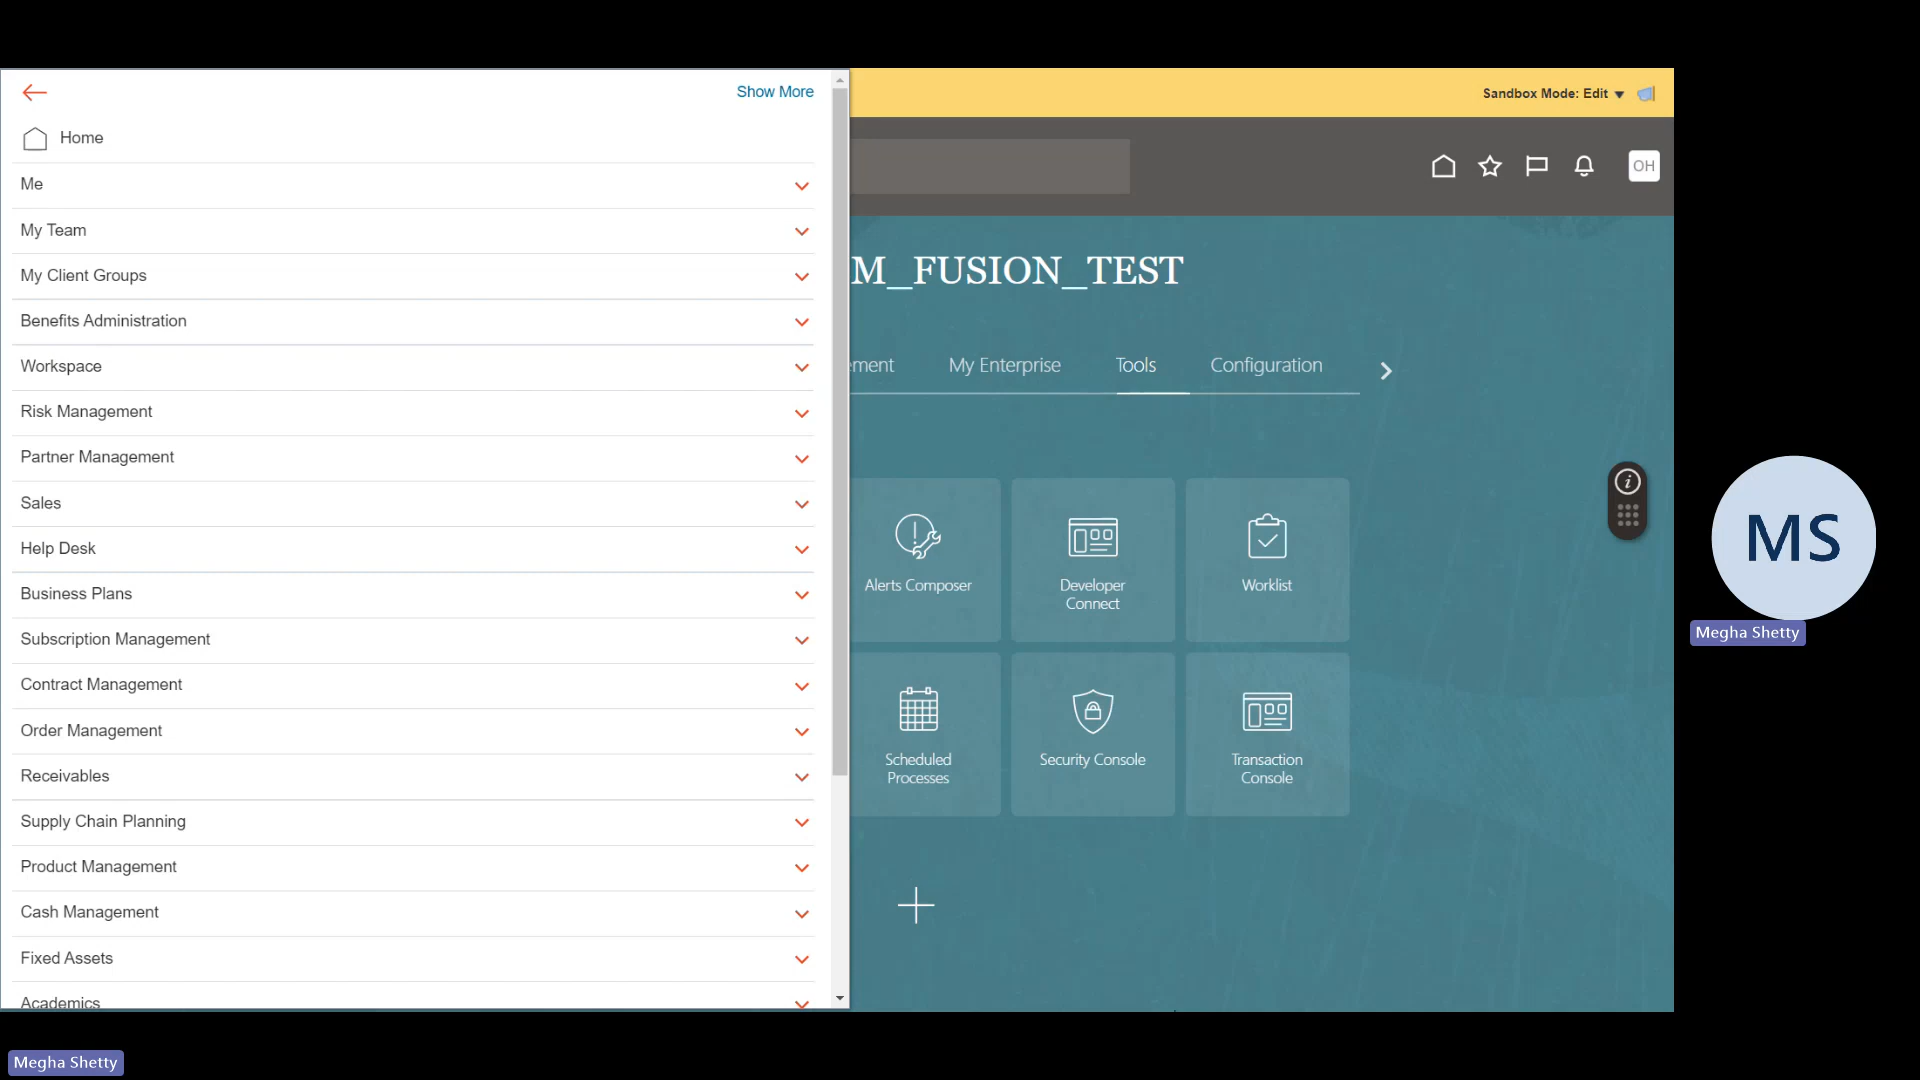 Show More
Home
Me
My Team
My Client Groups
Benefits Administration
Workspace
Risk Management
Partner Management
Sales
Help Desk
Business Plans
Subscription Management
Contract Management
Order Management
Receivables
Supply Chain Planning
Product Management
Cash Management
Fixed Assets
Academics
Sandbox Mode: Edit
OH
M_FUSION_TEST
ement
My Enterprise
Tools
Configuration
Alerts Composer
Developer
Connect
Worklist
Scheduled
Processes
Security Console
Transaction
Console
MS
Megha Shetty
Megha Shetty